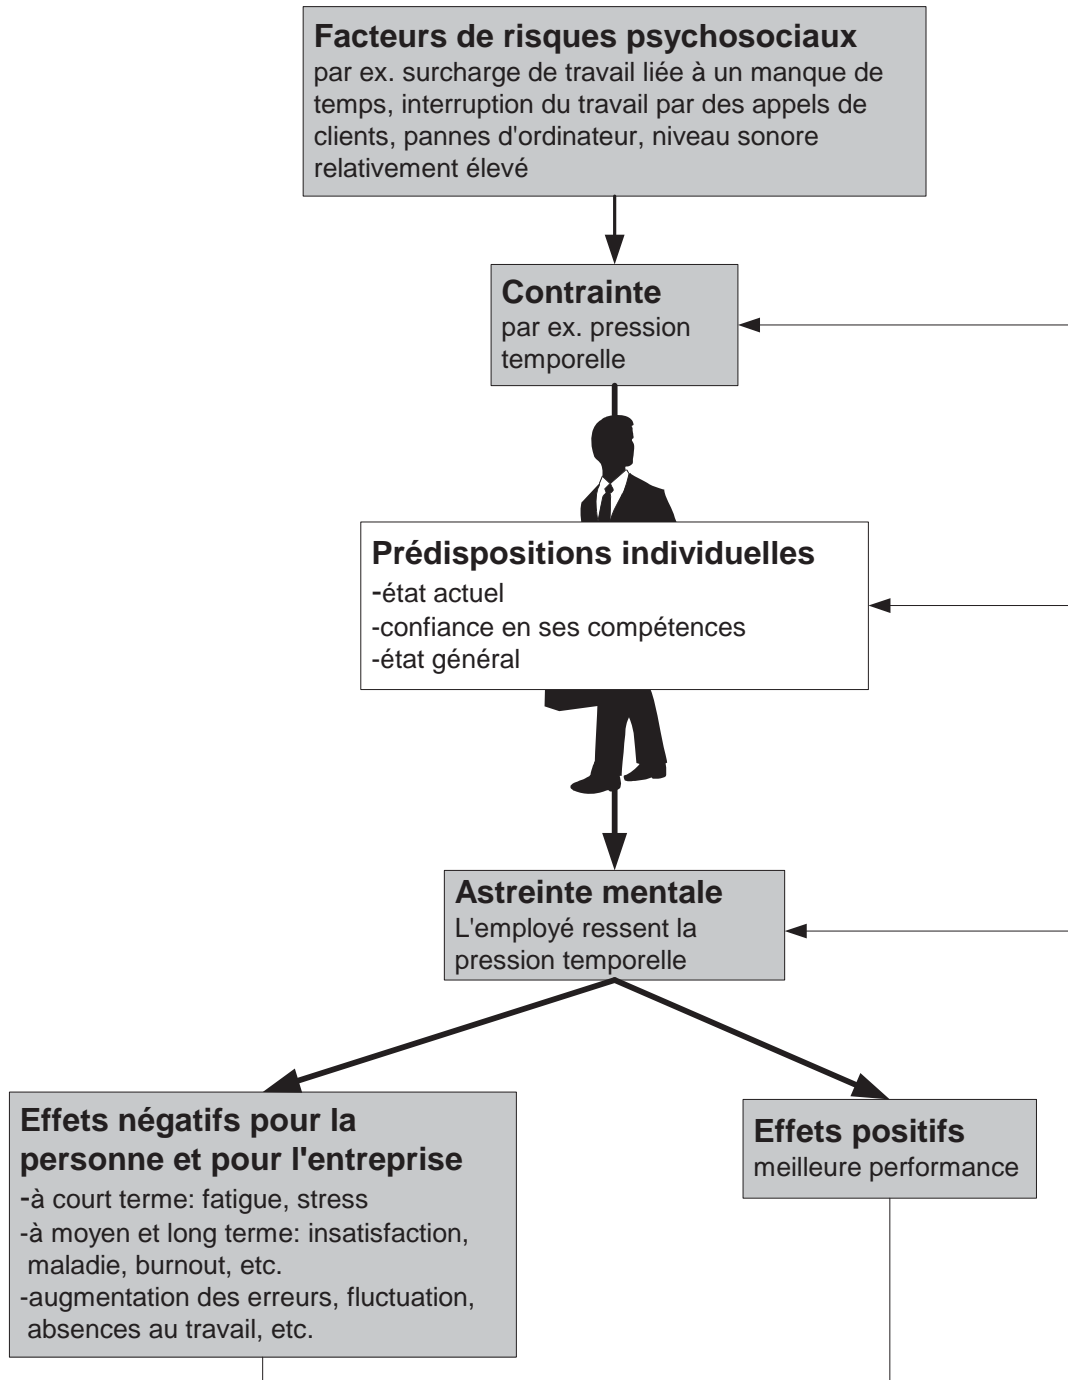 Facteurs de risques psychosociaux
par ex. surcharge de travail liée à un manque de
temps, interruption du travail par des appels de
clients, pannes d'ordinateur, niveau sonore
relativement élevé
Contrainte
par ex. pression
temporelle
Prédispositions individuelles
-état actuel
-confiance en ses compétences
-état général
Astreinte mentale
L'employé ressent la
pression temporelle
Effets négatifs pour la
personne et pour l'entreprise
-à court terme: fatigue, stress
-à moyen et long terme: insatisfaction,
maladie, burnout, etc.
-augmentation des erreurs, fluctuation,
absences au travail, etc.
Effets positifs
meilleure performance